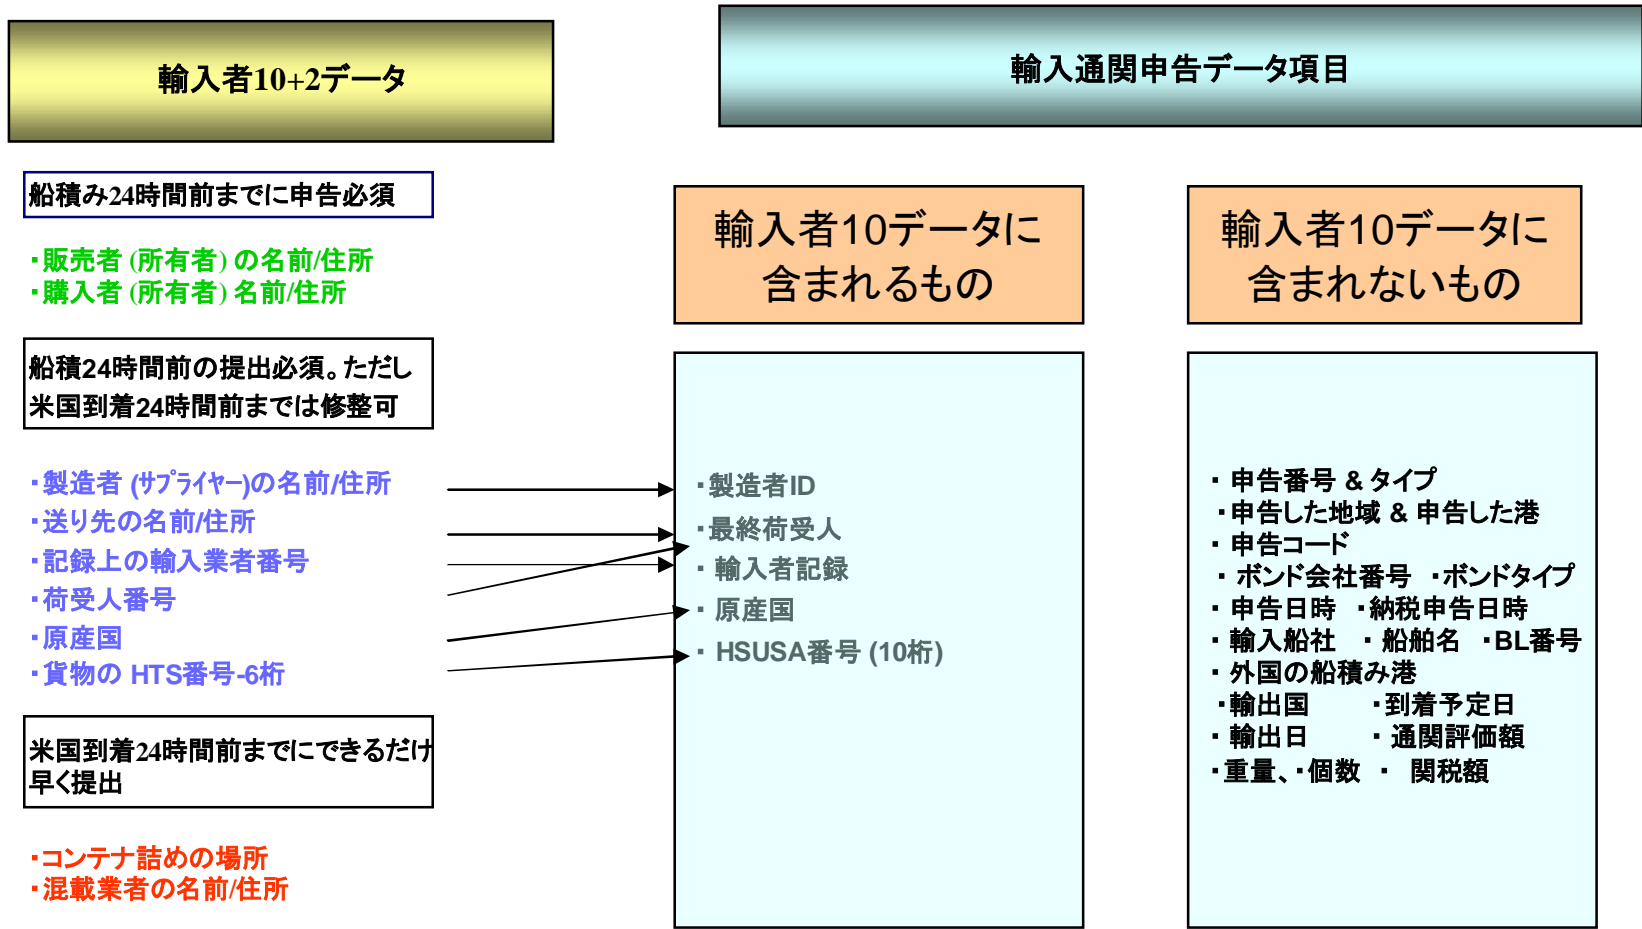 輸入者10+2データ
輸入通関申告データ項目
船積み24時間前までに申告必須
・販売者 (所有者) の名前/住所
・購入者 (所有者) 名前/住所
船積24時間前の提出必須。ただし
米国到着24時間前までは修整可
・製造者 (ｻﾌﾟﾗｲﾔｰ)の名前/住所
・送り先の名前/住所
・記録上の輸入業者番号
・荷受人番号
・原産国
・貨物の HTS番号-6桁
米国到着24時間前までにできるだけ
早く提出
・コンテナ詰めの場所
・混載業者の名前/住所
輸入者10データに
含まれるもの
・製造者ID
・最終荷受人
・ 輸入者記録
・ 原産国
・ HSUSA番号 (10桁)
輸入者10データに
含まれないもの
・ 申告番号 & タイプ
・申告した地域 & 申告した港
・ 申告コード
・ ボンド会社番号 ・ボンドタイプ
・ 申告日時 ・納税申告日時
・ 輸入船社 ・ 船舶名 ・BL番号
・ 外国の船積み港
・輸出国 ・到着予定日
・ 輸出日 ・ 通関評価額
・重量、・個数 ・ 関税額